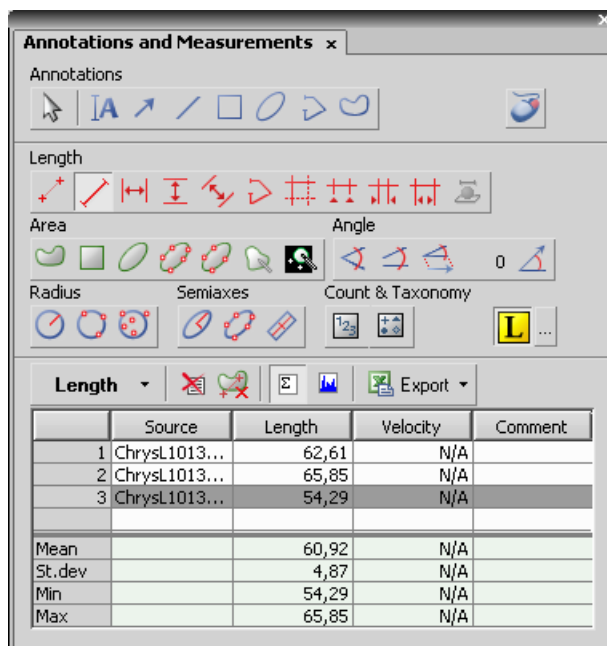 Annotations and Measurements x
Annotations
A
Length
Area Angle
0
Radius Semiaxes Count & Taxonomy
123 L ...
Length Σ Export
Source Length Velocity Comment
1 ChrysL1013... 62,61 N/A
2 ChrysL1013... 65,85 N/A
3 ChrysL1013... 54,29 N/A
Mean 60,92 N/A
St.dev 4,87 N/A
Min 54,29 N/A
Max 65,85 N/A